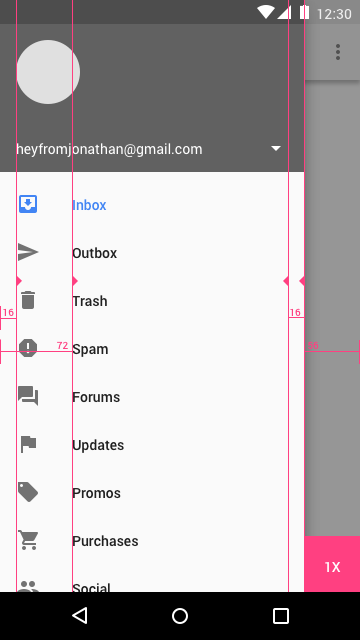 12:30
heyfromjonathan@gmail.com
Inbox
Outbox
Trash
16
16
Spam
72
56
Forums
Updates
Promos
Purchases
1X
Social